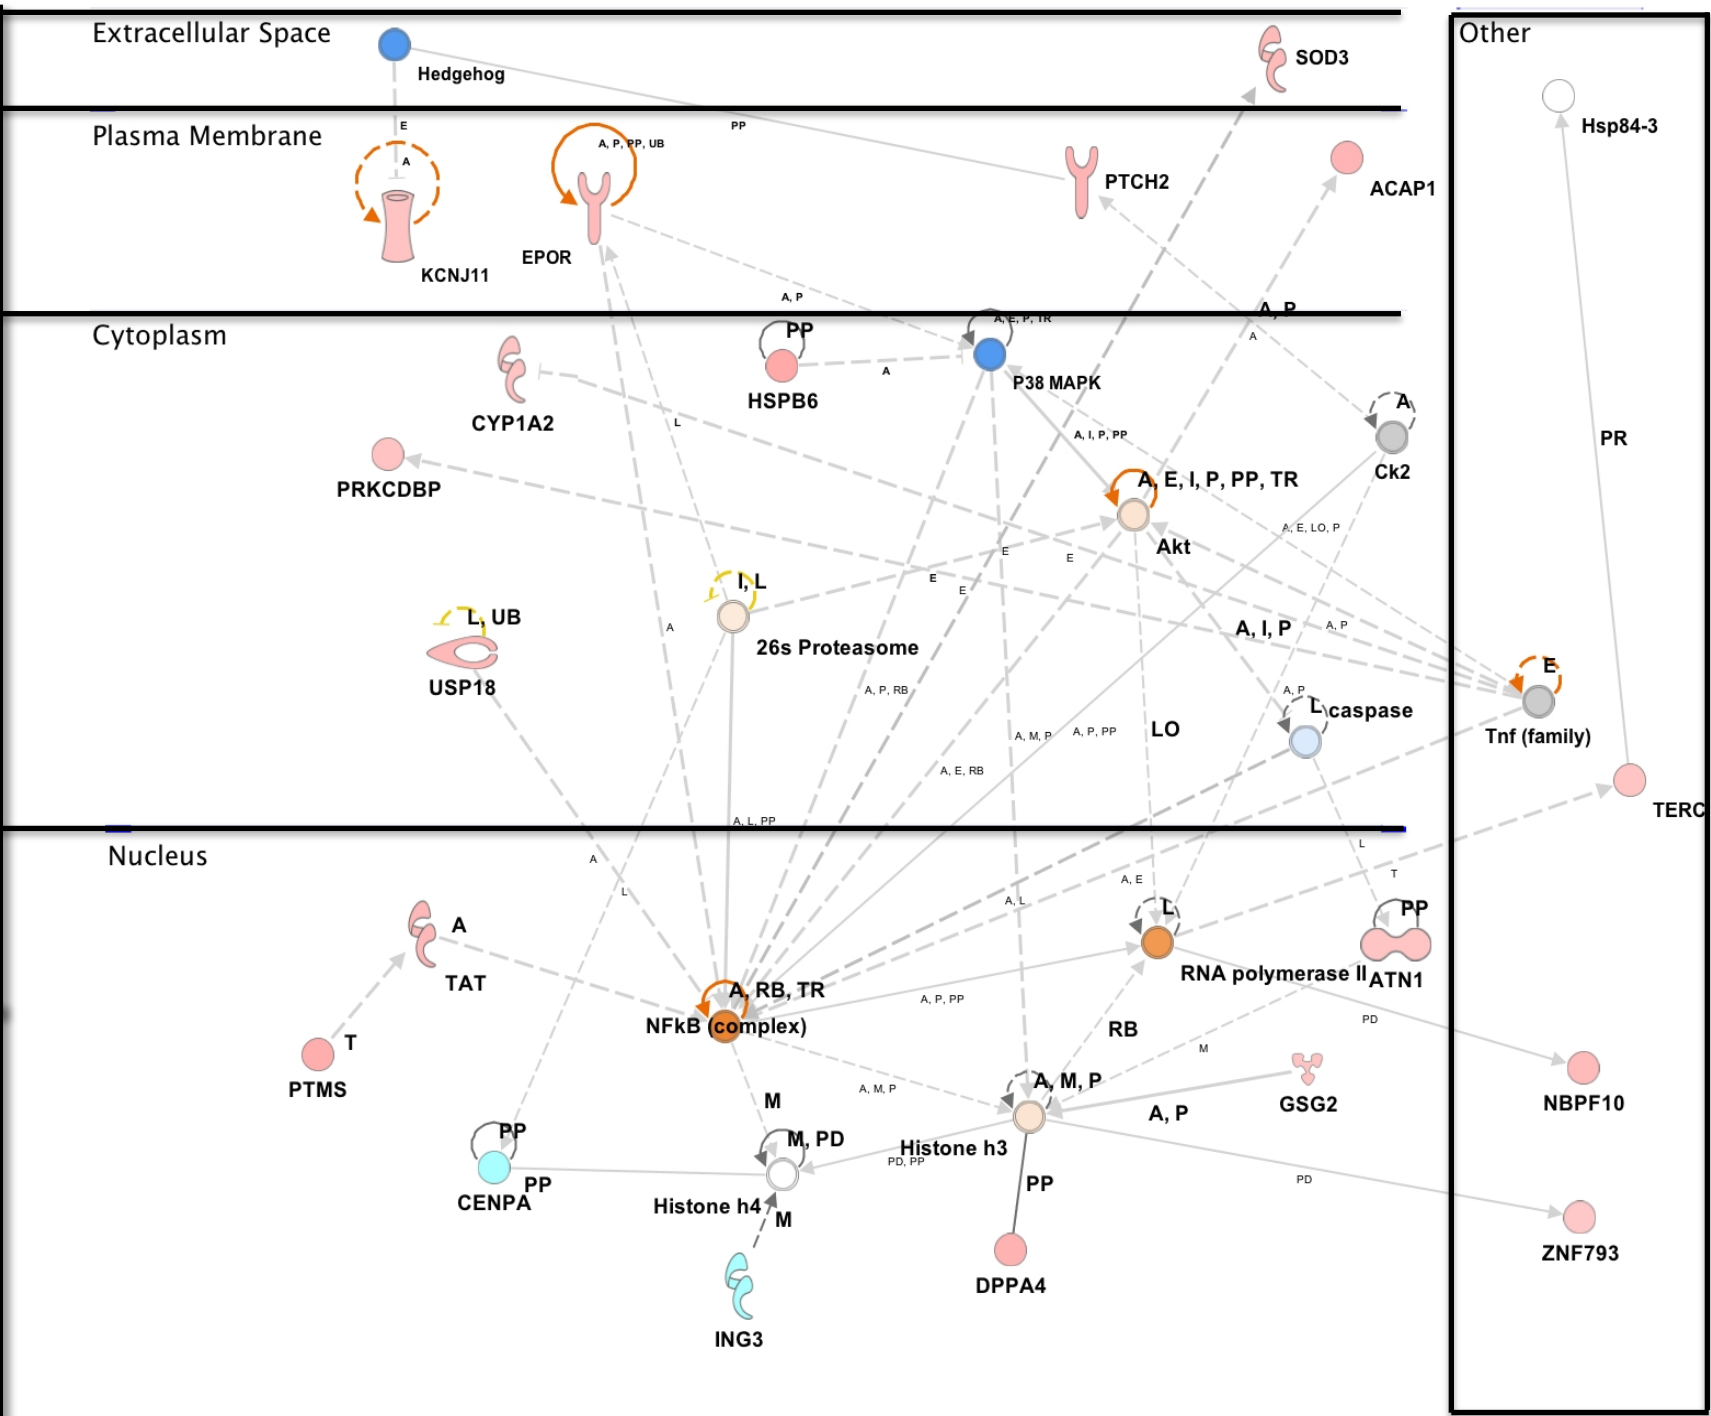 Extracellular Space
Other
Hedgehog
SOD3
Hsp84-3
Plasma Membrane
E
PP
A
A, P, PP, UB
PTCH2
ACAP1
KCNJ11
EPOR
A, P
A, P
Cytoplasm
PP
A, E, P, TR
A
A
P38 MAPK
HSPB6
CYP1A2
A
L
A, I, P, PP
PR
Ck2
PRKCDBP
A, E, I, P, PP, TR
A, E, LO, P
Akt
E
E
E
E
I, L
L, UB
A
A, I, P
A, P
26s Proteasome
USP18
E
A, P, RB
A, P
L
caspase
Tnf (family)
A, M, P
A, P, PP
LO
A, E, RB
TERC
A, L, PP
Nucleus
A
L
T
L
A, E
A, L
L
PP
A
TAT
RNA polymerase II
ATN1
A, RB, TR
NFkB (complex)
A, P, PP
RB
PD
T
M
PTMS
A, M, P
A, M, P
M
GSG2
NBPF10
A, P
PP
M, PD
Histone h3
PD, PP
CENPA
PP
PP
PD
Histone h4
M
ZNF793
DPPA4
ING3